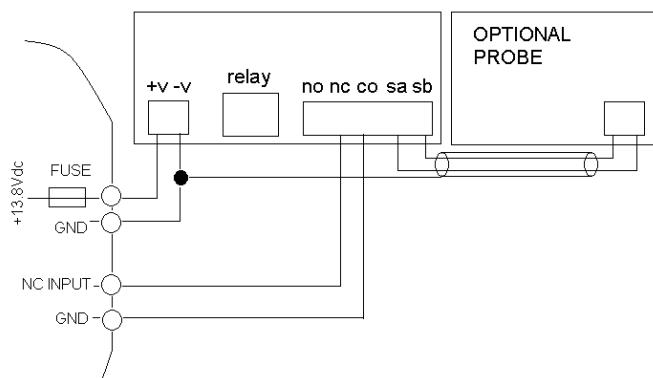 OPTIONAL
PROBE
+v -v
relay
no nc co sa sb
FUSE
+13.8Vdc
GND
NC INPUT
GND